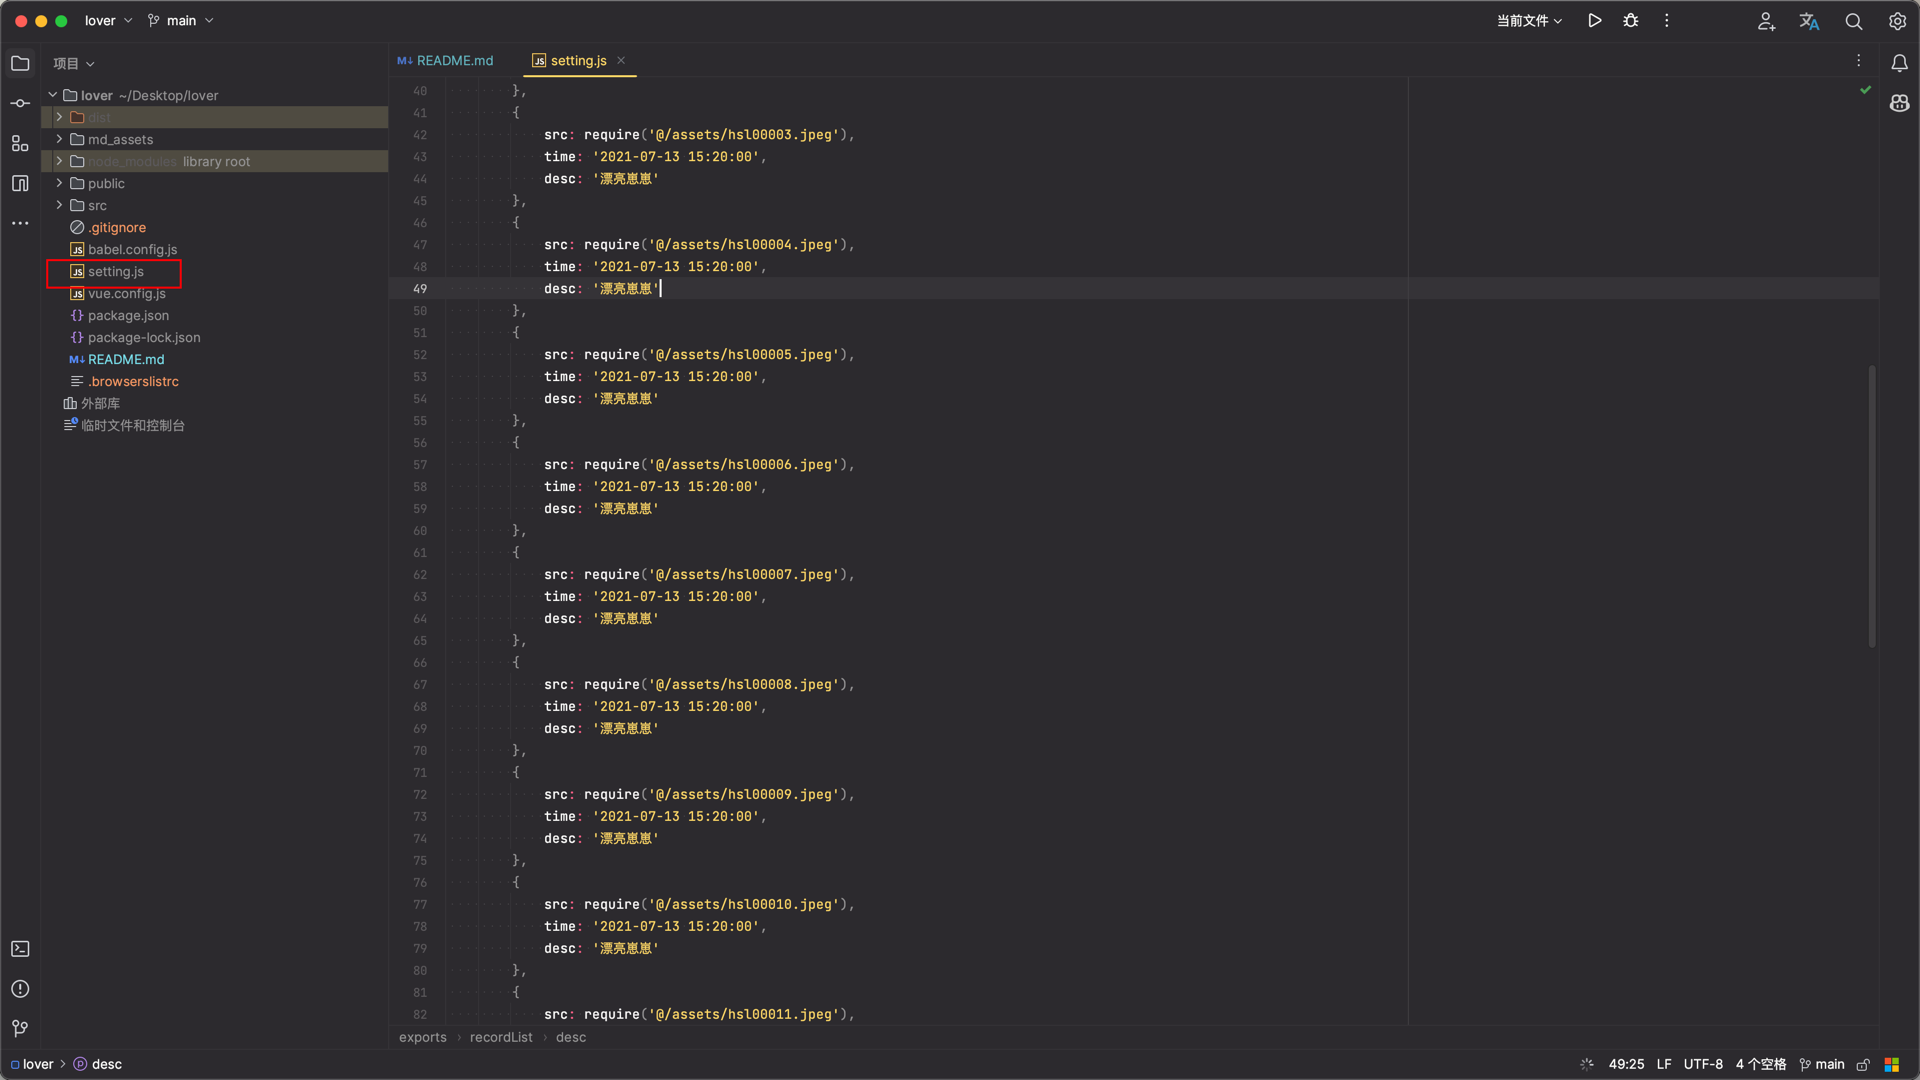 lover main 当前文件
项目
lover ~/Desktop/lover
dist
md_assets
node_modules library root
public
src
.gitignore
babel.config.js
setting.js
vue.config.js
package.json
package-lock.json
README.md
.browserslistrc
外部库
临时文件和控制台
README.md setting.js
40 },
41 {
42 src: require('@/assets/hsl00003.jpeg'),
43 time: '2021-07-13 15:20:00',
44 desc: '漂亮崽崽'
45 },
46 {
47 src: require('@/assets/hsl00004.jpeg'),
48 time: '2021-07-13 15:20:00',
49 desc: '漂亮崽崽'
50 },
51 {
52 src: require('@/assets/hsl00005.jpeg'),
53 time: '2021-07-13 15:20:00',
54 desc: '漂亮崽崽'
55 },
56 {
57 src: require('@/assets/hsl00006.jpeg'),
58 time: '2021-07-13 15:20:00',
59 desc: '漂亮崽崽'
60 },
61 {
62 src: require('@/assets/hsl00007.jpeg'),
63 time: '2021-07-13 15:20:00',
64 desc: '漂亮崽崽'
65 },
66 {
67 src: require('@/assets/hsl00008.jpeg'),
68 time: '2021-07-13 15:20:00',
69 desc: '漂亮崽崽'
70 },
71 {
72 src: require('@/assets/hsl00009.jpeg'),
73 time: '2021-07-13 15:20:00',
74 desc: '漂亮崽崽'
75 },
76 {
77 src: require('@/assets/hsl00010.jpeg'),
78 time: '2021-07-13 15:20:00',
79 desc: '漂亮崽崽'
80 },
81 {
82 src: require('@/assets/hsl00011.jpeg'),
exports › recordList › desc
lover › desc 49:25 LF UTF-8 4 个空格 main